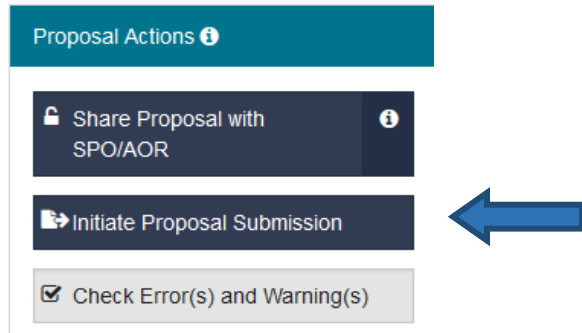 Proposal Actions
Share Proposal with
SPO/AOR
Initiate Proposal Submission
Check Error(s) and Warning(s)